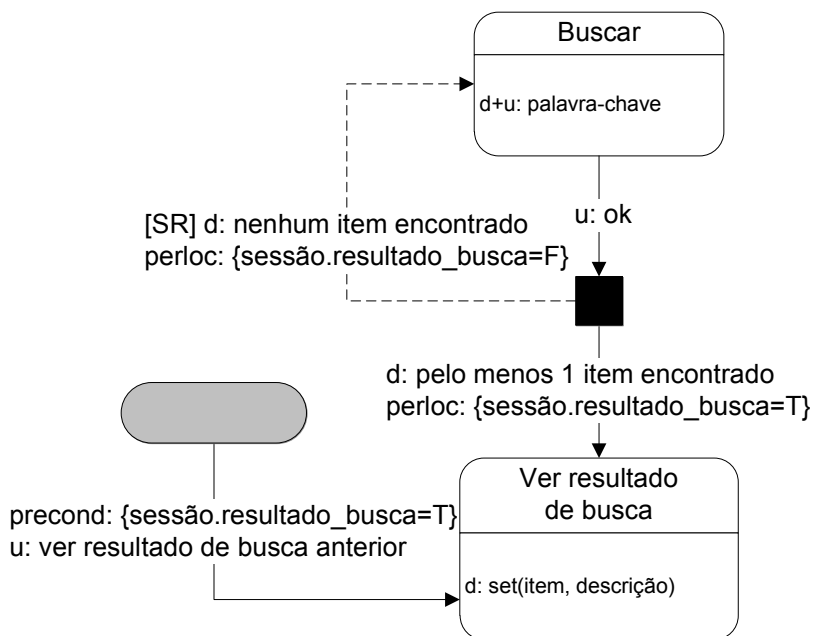 Buscar
d+u: palavra-chave
[SR] d: nenhum item encontrado
perloc: {sessão.resultado_busca=F}
u: ok
d: pelo menos 1 item encontrado
perloc: {sessão.resultado_busca=T}
precond: {sessão.resultado_busca=T}
u: ver resultado de busca anterior
Ver resultado
de busca
d: set(item, descrição)